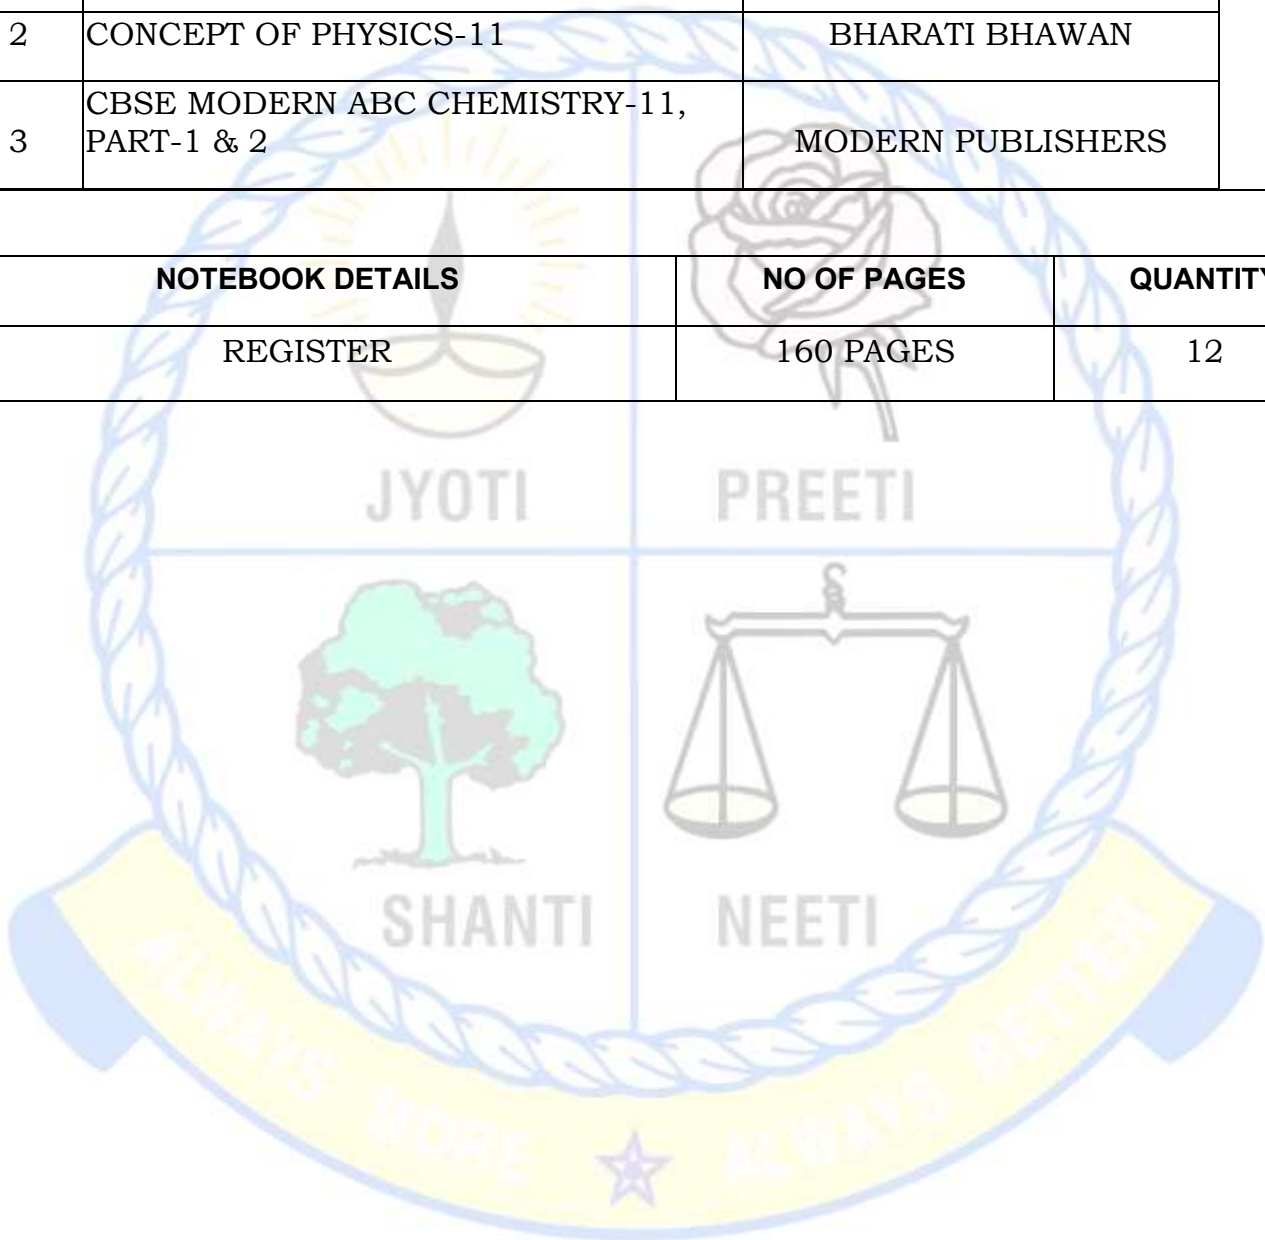 2 CONCEPT OF PHYSICS-11 BHARATI BHAWAN
CBSE MODERN ABC CHEMISTRY-11,
3 PART-1 & 2 MODERN PUBLISHERS
NOTEBOOK DETAILS NO OF PAGES QUANTITY
REGISTER 160 PAGES 12
JYOTI PREETI
SHANTI NEETI
ALWAYS MORE ALWAYS BETTER